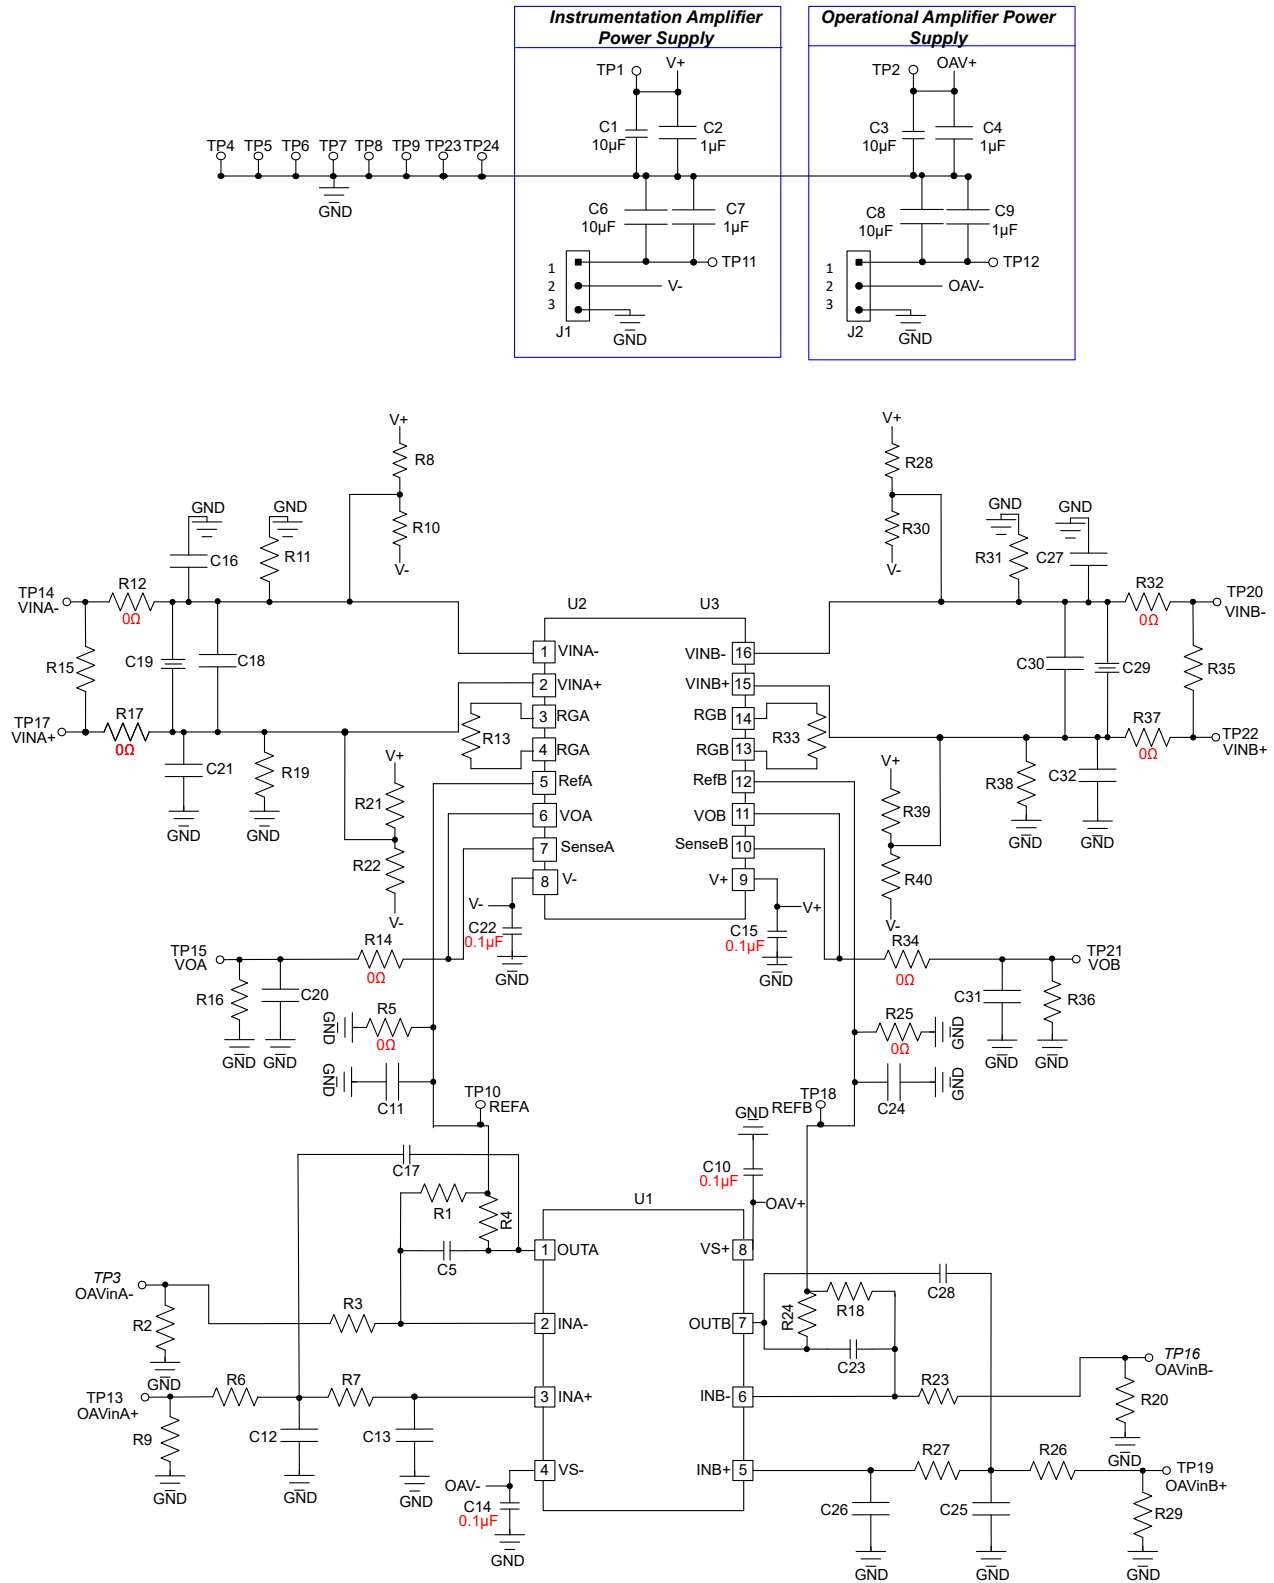 Instrumentation Amplifier
Power Supply
Operational Amplifier Power
Supply
TP1
V+
C1
10µF
C2
1µF
TP2
OAV+
C3
10µF
C4
1µF
TP4 TP5 TP6 TP7 TP8 TP9 TP23 TP24
GND
C6
10µF
C7
1µF
1
2
3
TP11
V-
J1
GND
C8
10µF
C9
1µF
1
2
3
TP12
OAV-
J2
GND
V+
R8
R10
V-
V+
R28
R30
V-
GND
C16
GND
R11
GND
R31
GND
C27
TP14
VINA-
R12
0Ω
R15
C19
C18
TP17
VINA+
R17
0Ω
C21
GND
R19
GND
V+
R21
R22
V-
R32
0Ω
TP20
VINB-
C30
C29
R35
R37
0Ω
TP22
VINB+
R38
GND
C32
GND
V+
R39
R40
V-
U2
U3
1 VINA-
2 VINA+
3 RGA
4 RGA
5 RefA
6 VOA
7 SenseA
8 V-
R13
VINB- 16
VINB+ 15
RGB 14
RGB 13
RefB 12
VOB 11
SenseB 10
V+ 9
R33
V-
C22
0.1µF
GND
C15
0.1µF
V+
GND
TP15
VOA
R14
0Ω
R16
GND
C20
GND
R34
0Ω
TP21
VOB
C31
GND
R36
GND
GND
R5
0Ω
GND
C11
R25
0Ω
GND
C24
GND
TP10
REFA
TP18
REFB
GND
C10
0.1µF
OAV+
C17
R1
R4
C5
U1
1 OUTA
2 INA-
3 INA+
4 VS-
VS+ 8
OUTB 7
INB- 6
INB+ 5
TP3
OAVinA-
R2
GND
R3
TP13
OAVinA+
R6
R7
R9
GND
C12
GND
C13
GND
OAV-
C14
0.1µF
GND
C28
R18
R24
C23
R23
TP16
OAVinB-
R20
GND
R27
R26
TP19
OAVinB+
C26
GND
C25
GND
R29
GND